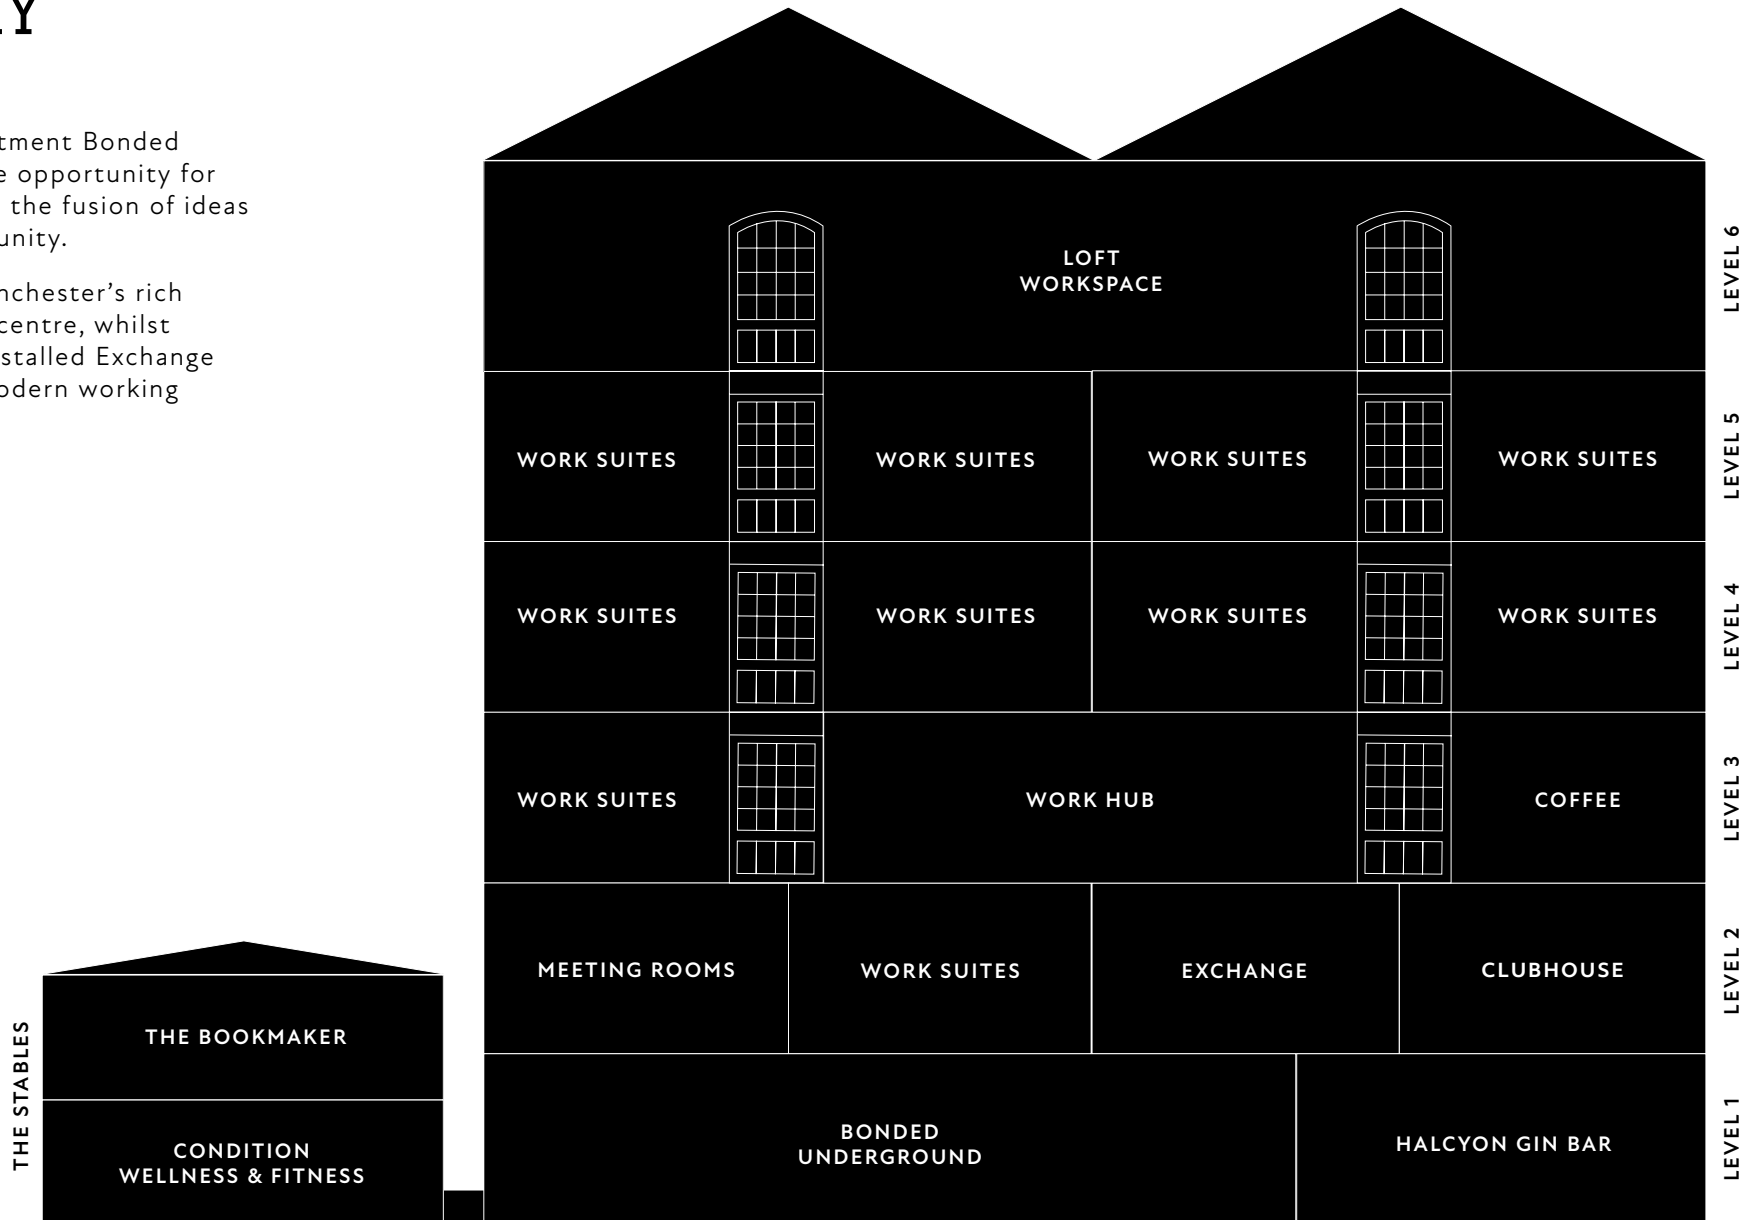 tment Bonded
e opportunity for
the fusion of ideas
unity.
nchester's rich
centre, whilst
stalled Exchange
odern working
LOFT
WORKSPACE
LEVEL 6
WORK SUITES
WORK SUITES
WORK SUITES
WORK SUITES
LEVEL 5
WORK SUITES
WORK SUITES
WORK SUITES
WORK SUITES
LEVEL 4
WORK SUITES
WORK HUB
COFFEE
LEVEL 3
MEETING ROOMS
WORK SUITES
EXCHANGE
CLUBHOUSE
LEVEL 2
THE STABLES
THE BOOKMAKER
CONDITION
WELLNESS & FITNESS
BONDED
UNDERGROUND
HALCYON GIN BAR
LEVEL 1